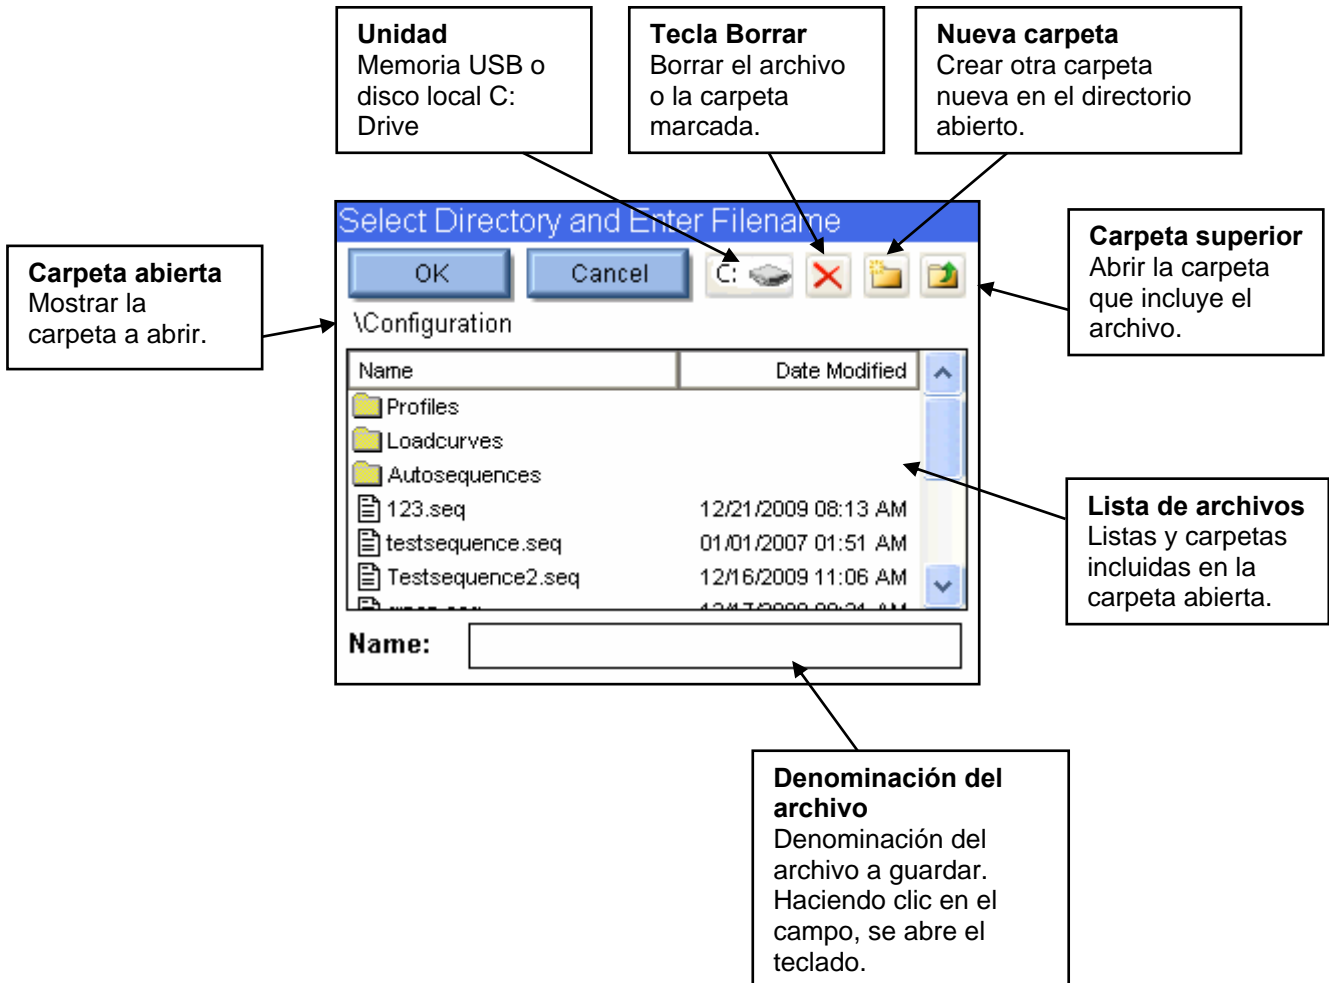 Unidad
Memoria USB o
disco local C:
Drive
Tecla Borrar
Borrar el archivo
o la carpeta
marcada.
Nueva carpeta
Crear otra carpeta
nueva en el directorio
abierto.
Carpeta abierta
Mostrar la
carpeta a abrir.
Select Directory and Enter Filename
OK
Cancel
C:
\Configuration
Name
Date Modified
Profiles
Loadcurves
Autosequences
123.seq 12/21/2009 08:13 AM
testsequence.seq 01/01/2007 01:51 AM
Testsequence2.seq 12/16/2009 11:06 AM
Name:
Carpeta superior
Abrir la carpeta
que incluye el
archivo.
Lista de archivos
Listas y carpetas
incluidas en la
carpeta abierta.
Denominación del
archivo
Denominación del
archivo a guardar.
Haciendo clic en el
campo, se abre el
teclado.